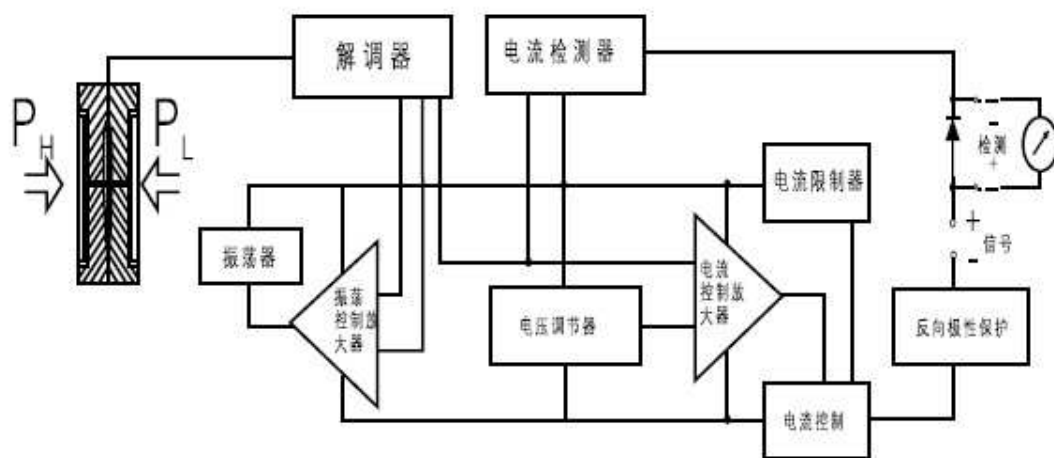 解调器
电流检测器
P_H
P_L
-
检测
+
电流限制器
+
信号
-
振荡器
振荡
控制放
大器
电压调节器
电流
控制放
大器
反向极性保护
电流控制